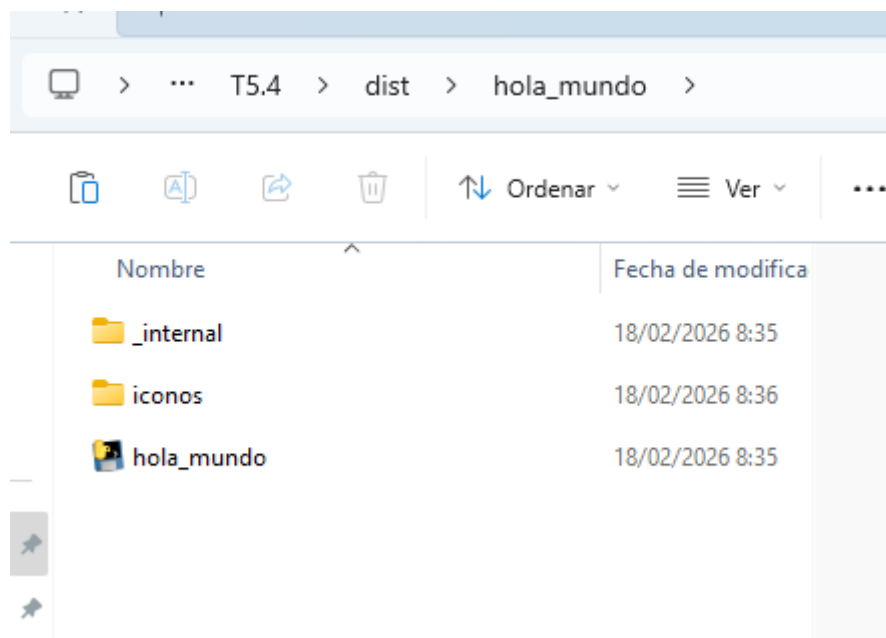 > ... T5.4 > dist > hola_mundo >
Ordenar Ver ...
Nombre Fecha de modifica
_internal 18/02/2026 8:35
iconos 18/02/2026 8:36
hola_mundo 18/02/2026 8:35